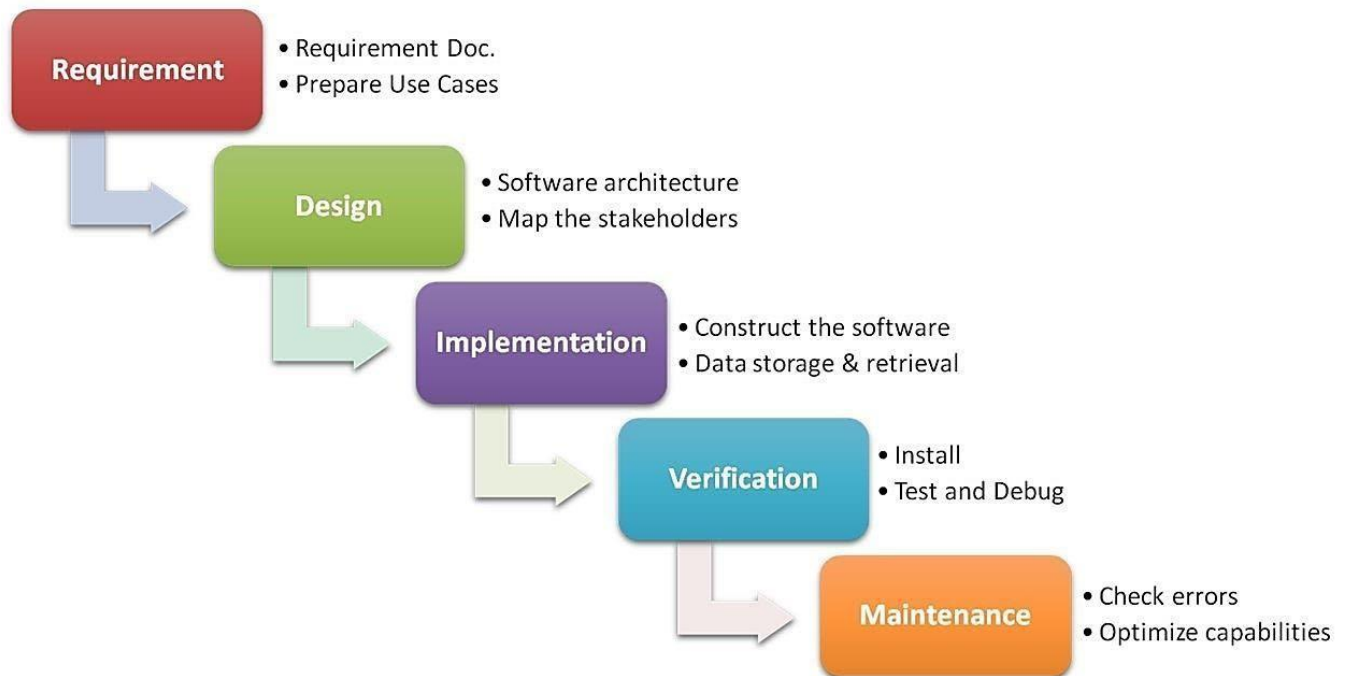 Requirement
• Requirement Doc.
• Prepare Use Cases
Design
• Software architecture
• Map the stakeholders
Implementation
• Construct the software
• Data storage & retrieval
Verification
• Install
• Test and Debug
Maintenance
• Check errors
• Optimize capabilities